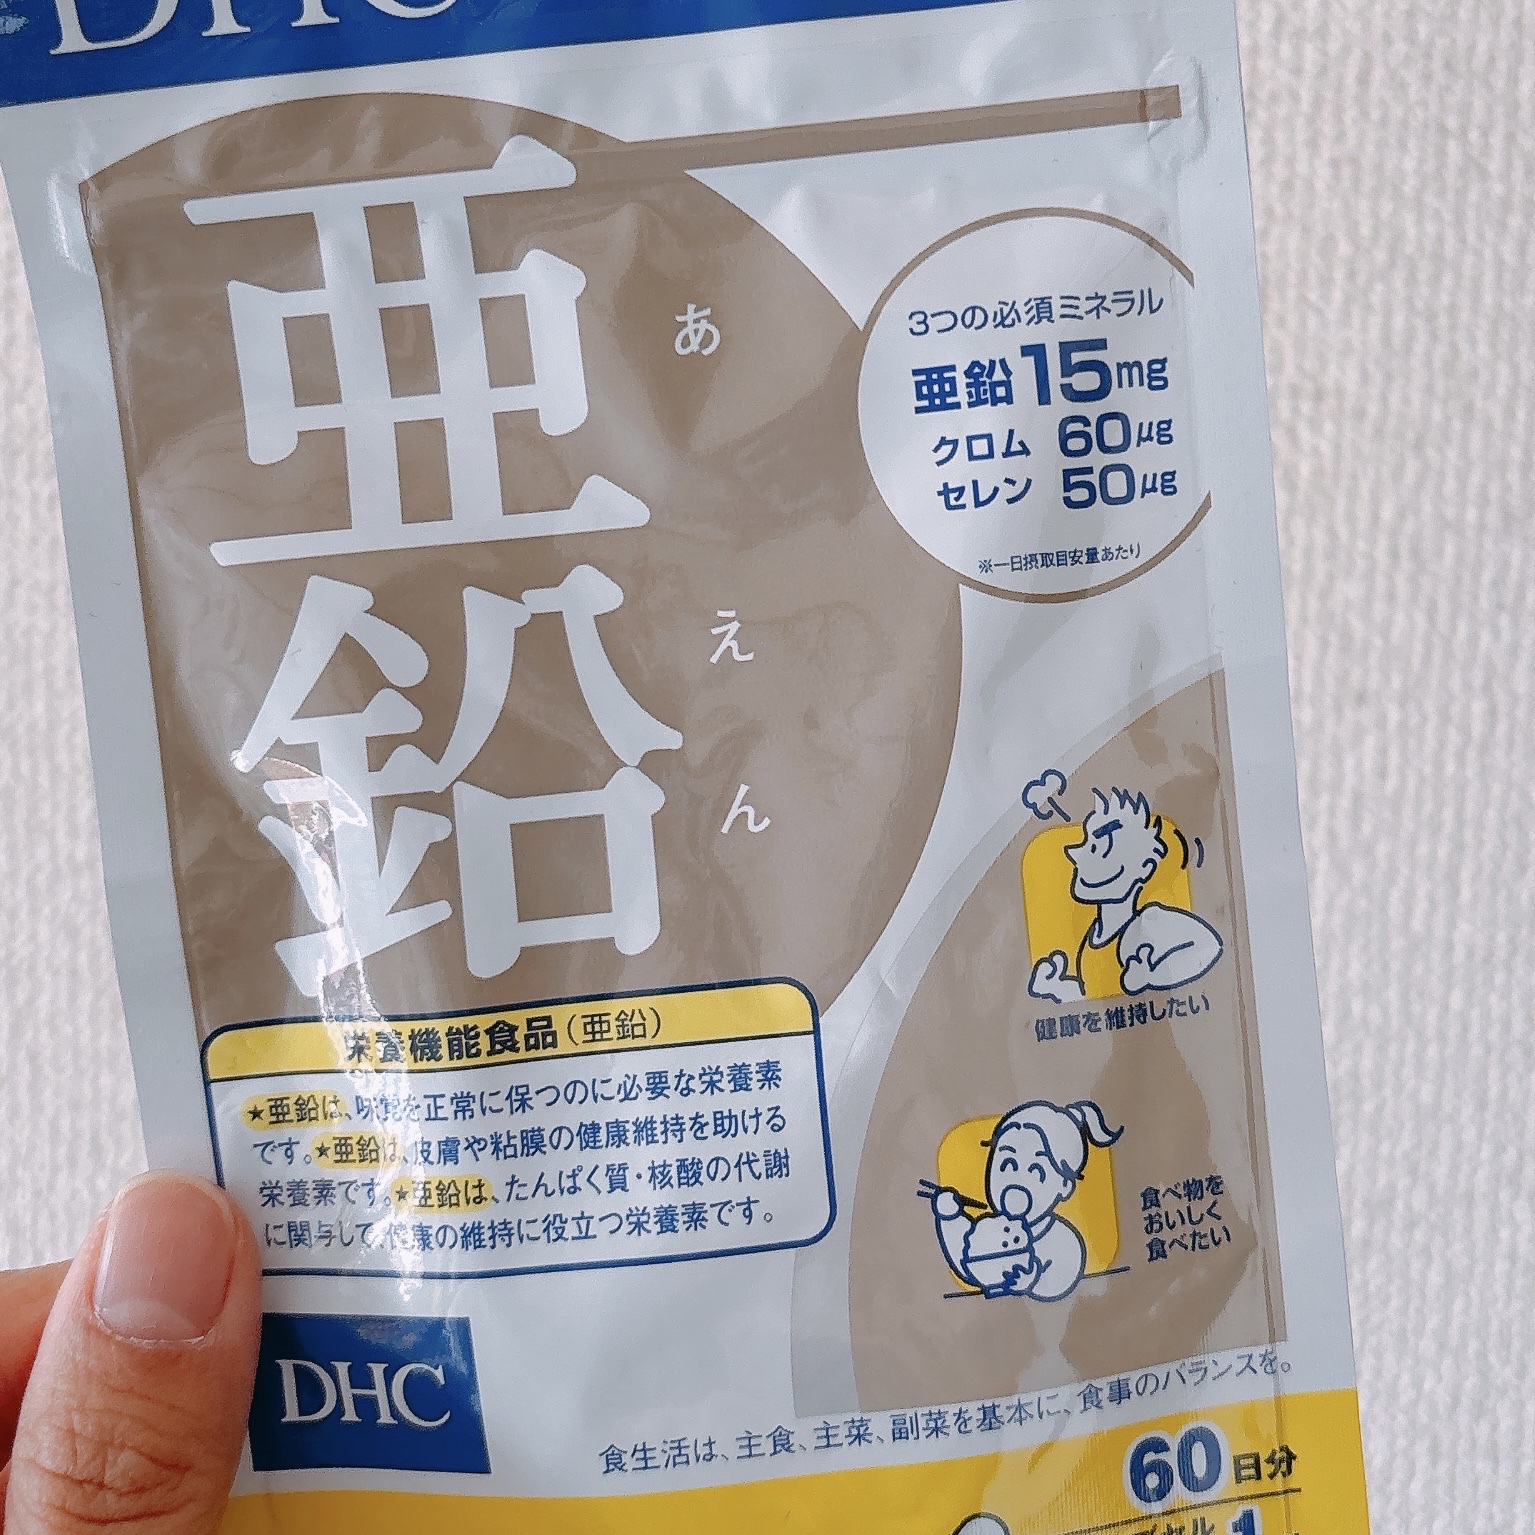 DHC
亜鉛
あえん
3つの必須ミネラル
亜鉛15mg
クロム 60μg
セレン 50μg
※一日摂取目安量あたり
健康を維持したい
食べ物を
おいしく
食べたい
栄養機能食品(亜鉛)
★亜鉛は、味覚を正常に保つのに必要な栄養素
です。★亜鉛は、皮膚や粘膜の健康維持を助ける
栄養素です。★亜鉛は、たんぱく質・核酸の代謝
に関与して、健康の維持に役立つ栄養素です。
DHC
食生活は、主食、主菜、副菜を基本に、食事のバランスを。
60日分